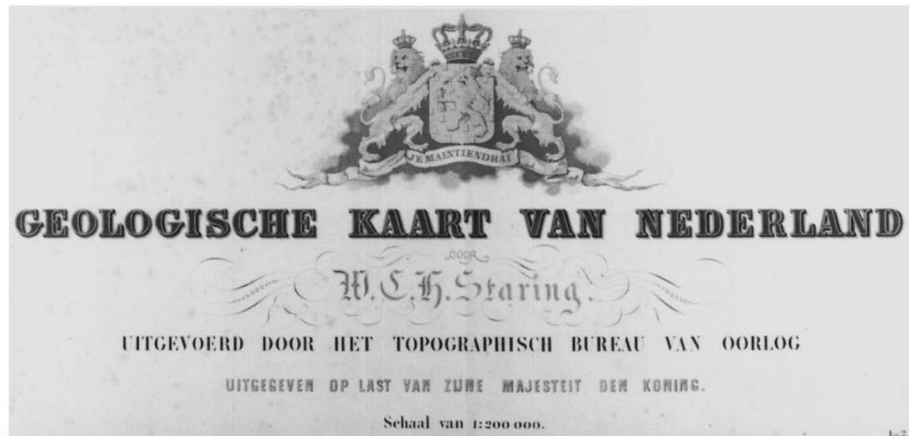 JE MAINTIENDRAI
GEOLOGISCHE KAART VAN NEDERLAND
DOOR
W.C.H. Staring.
UITGEVOERD DOOR HET TOPOGRAPHISCH BUREAU VAN OORLOG
UITGEGEVEN OP LAST VAN ZIJNE MAJESTEIT DEN KONING.
Schaal van 1:200 000.